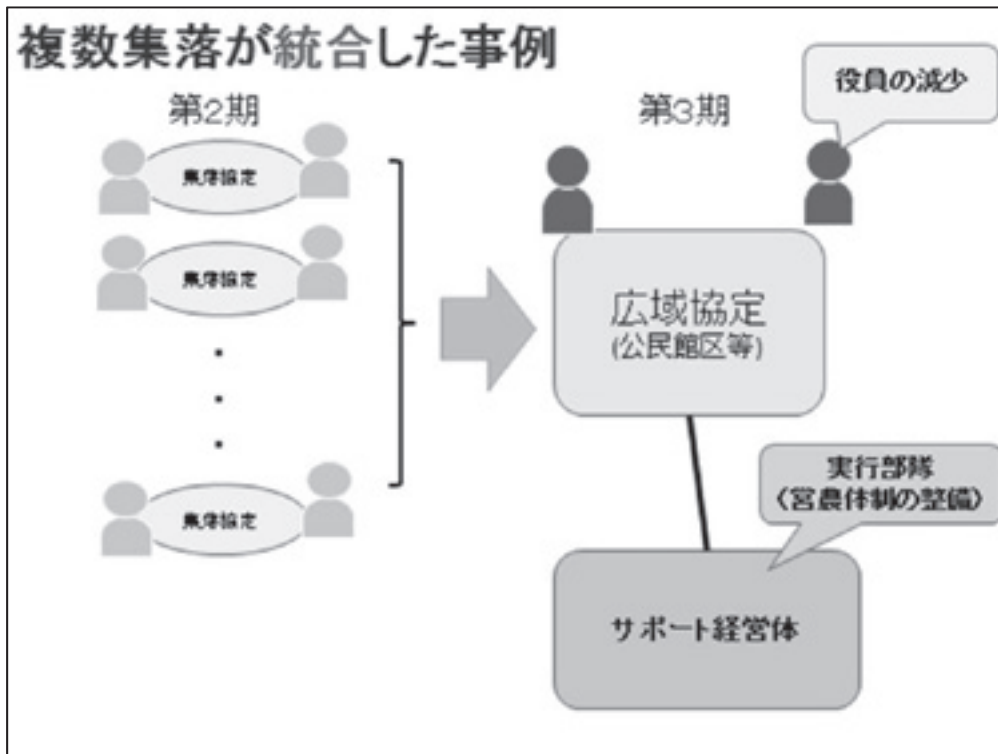 複数集落が統合した事例
第2期
集落協定
集落協定
・
・
・
集落協定
第3期
役員の減少
広域協定
(公民館区等)
実行部隊
(営農体制の整備)
サポート経営体